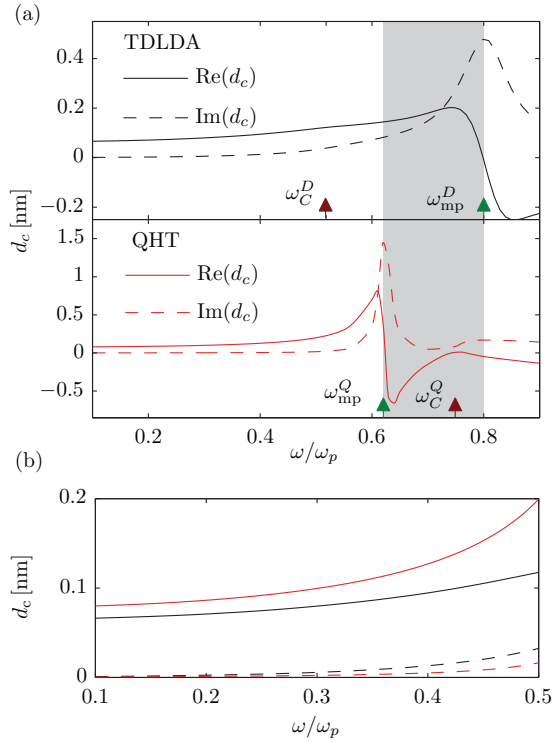 (a)
TDLDA
Re(d_c)
Im(d_c)
0.4
0.2
0
−0.2
ω_C^D
ω_mp^D
d_c [nm]
QHT
Re(d_c)
Im(d_c)
1.5
1
0.5
0
−0.5
ω_mp^Q
ω_C^Q
0.2 0.4 0.6 0.8
ω/ω_p
(b)
0.2
0.1
0
d_c [nm]
0.1 0.2 0.3 0.4 0.5
ω/ω_p